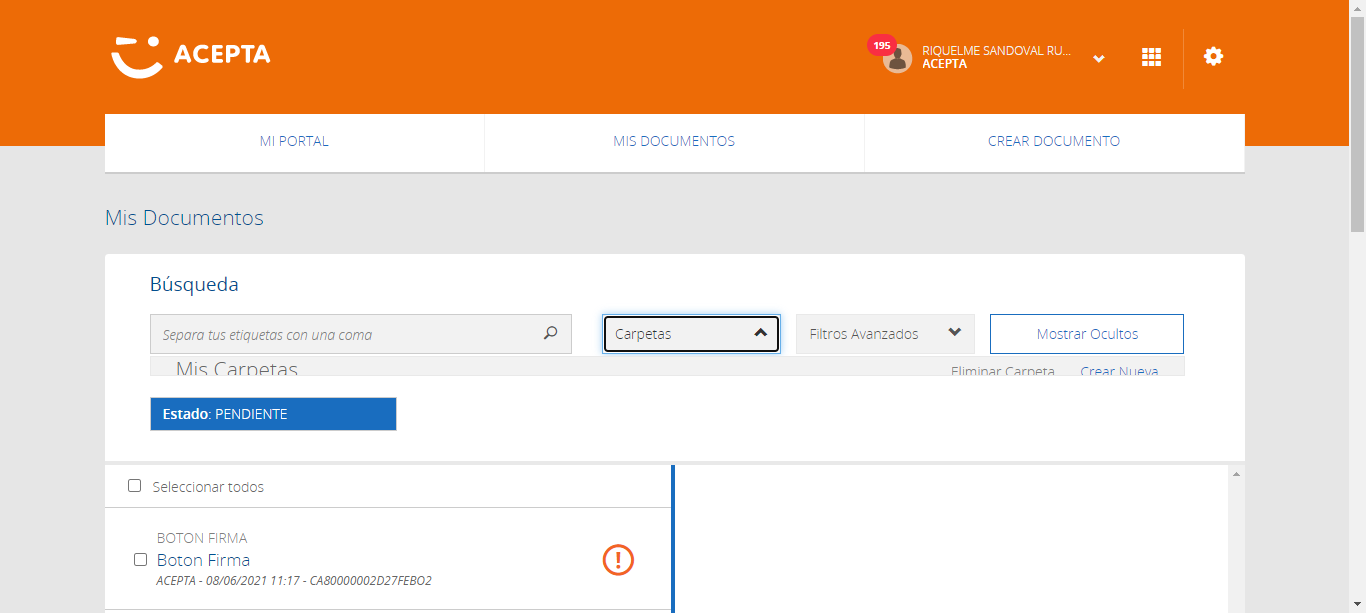 ACEPTA
195
RIQUELME SANDOVAL RU...
ACEPTA
MI PORTAL
MIS DOCUMENTOS
CREAR DOCUMENTO
Mis Documentos
Búsqueda
Separa tus etiquetas con una coma
Carpetas
Filtros Avanzados
Mostrar Ocultos
Mis Carpetas
Eliminar Carpeta
Crear Nueva
Estado: PENDIENTE
Seleccionar todos
BOTON FIRMA
Boton Firma
ACEPTA - 08/06/2021 11:17 - CA80000002D27FEBO2